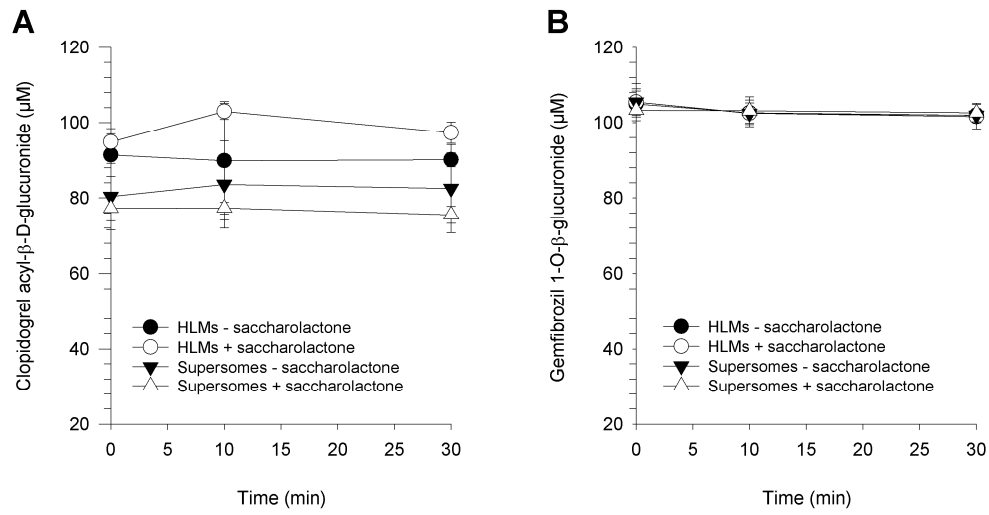 A
Clopidogrel acyl-β-D-glucuronide (µM)
120
100
80
60
40
20
HLMs - saccharolactone
HLMs + saccharolactone
Supersomes - saccharolactone
Supersomes + saccharolactone
0 5 10 15 20 25 30
Time (min)
B
Gemfibrozil 1-O-β-glucuronide (µM)
120
100
80
60
40
20
HLMs - saccharolactone
HLMs + saccharolactone
Supersomes - saccharolactone
Supersomes + saccharolactone
0 5 10 15 20 25 30
Time (min)